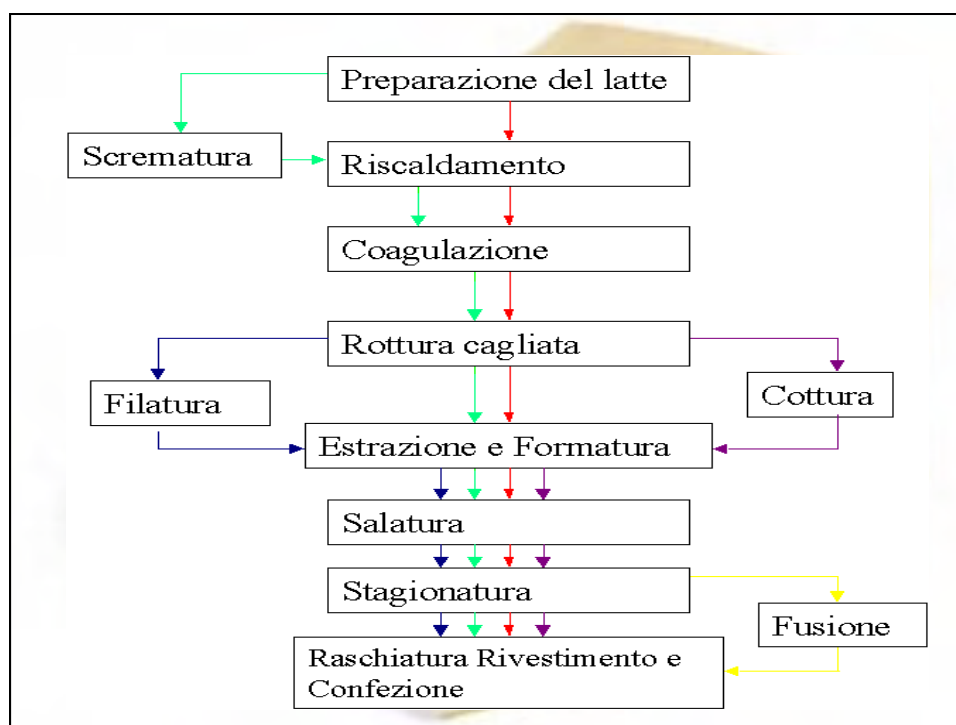 Preparazione del latte
Scrematura
Riscaldamento
Coagulazione
Rottura cagliata
Filatura
Cottura
Estrazione e Formatura
Salatura
Stagionatura
Fusione
Raschiatura Rivestimento e
Confezione